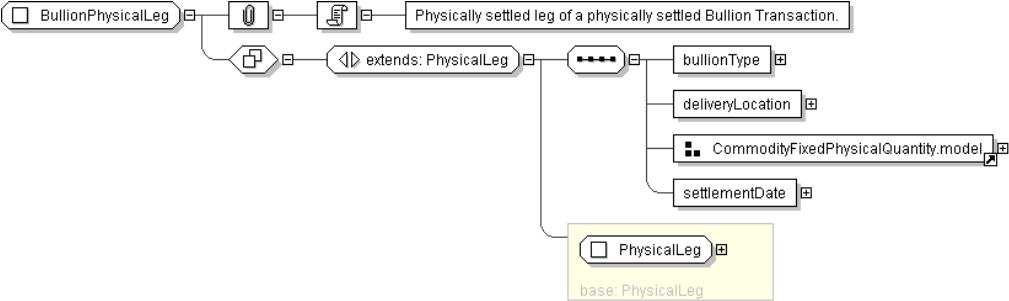 BullionPhysicalLeg
Physically settled leg of a physically settled Bullion Transaction.
extends: PhysicalLeg
bullionType
deliveryLocation
CommodityFixedPhysicalQuantity.model
settlementDate
PhysicalLeg
base: PhysicalLeg